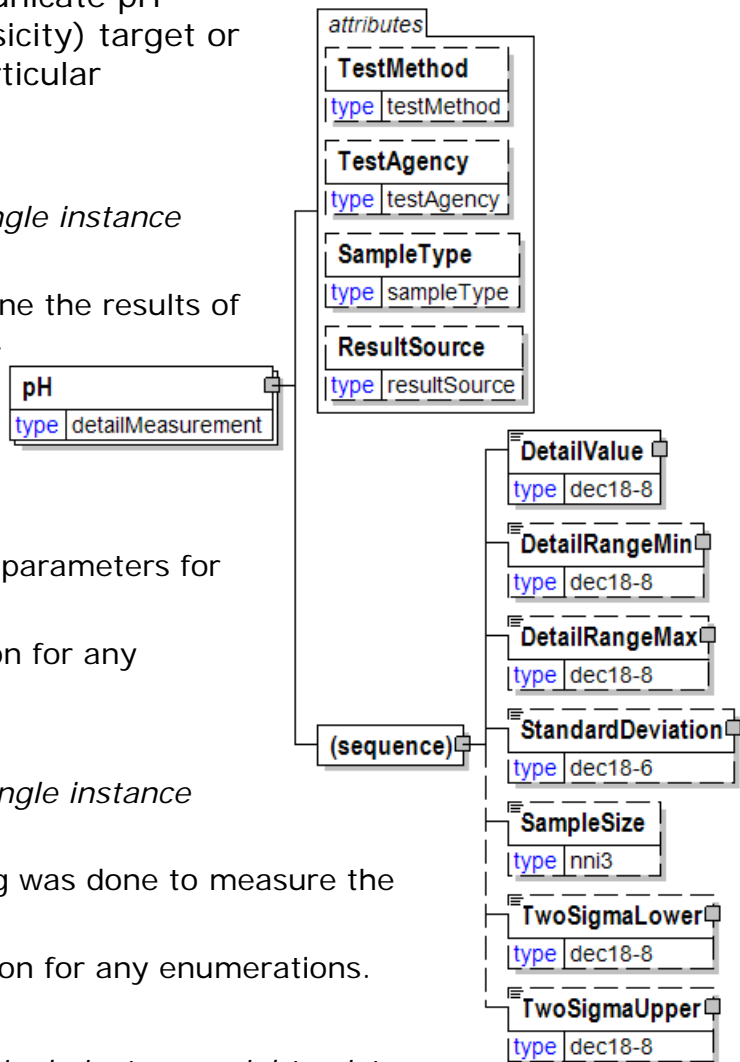 unicate pH
sicity) target or
rticular
ngle instance
ne the results of
parameters for
on for any
ngle instance
g was done to measure the
on for any enumerations.
attributes
TestMethod
type testMethod
TestAgency
type testAgency
SampleType
type sampleType
ResultSource
type resultSource
pH
type detailMeasurement
(sequence)
DetailValue
type dec18-8
DetailRangeMin
type dec18-8
DetailRangeMax
type dec18-8
StandardDeviation
type dec18-6
SampleSize
type nni3
TwoSigmaLower
type dec18-8
TwoSigmaUpper
type dec18-8